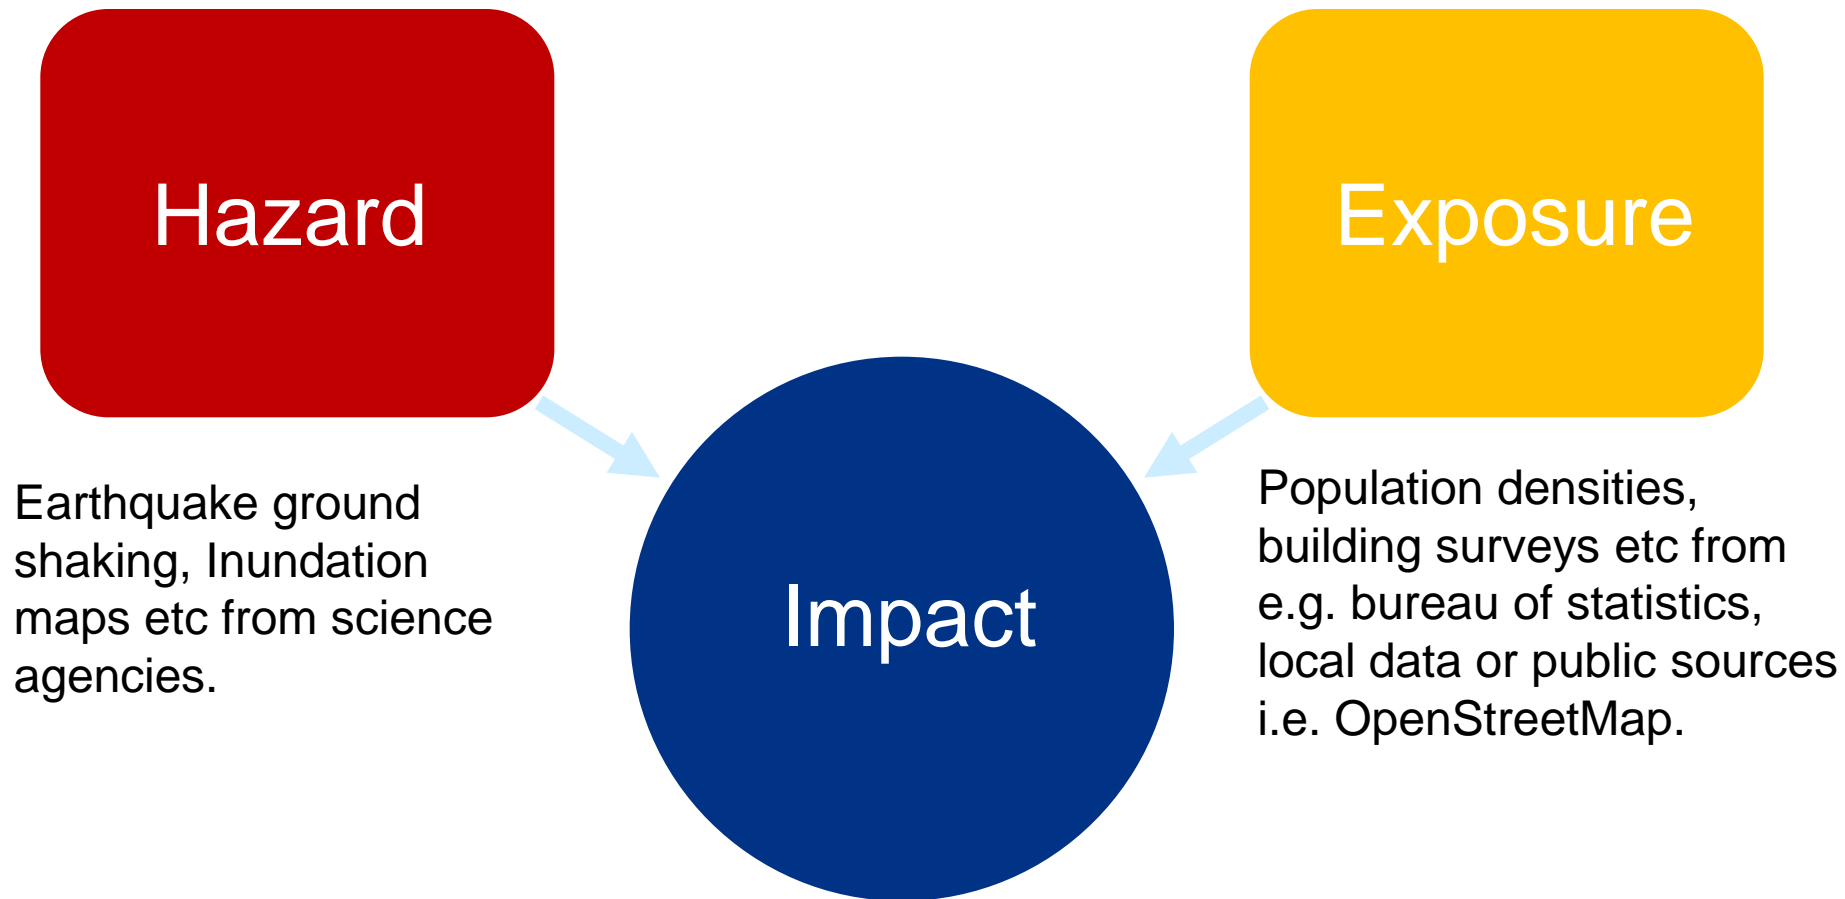 Hazard
Exposure
Impact
Earthquake ground
shaking, Inundation
maps etc from science
agencies.
Population densities,
building surveys etc from
e.g. bureau of statistics,
local data or public sources
i.e. OpenStreetMap.